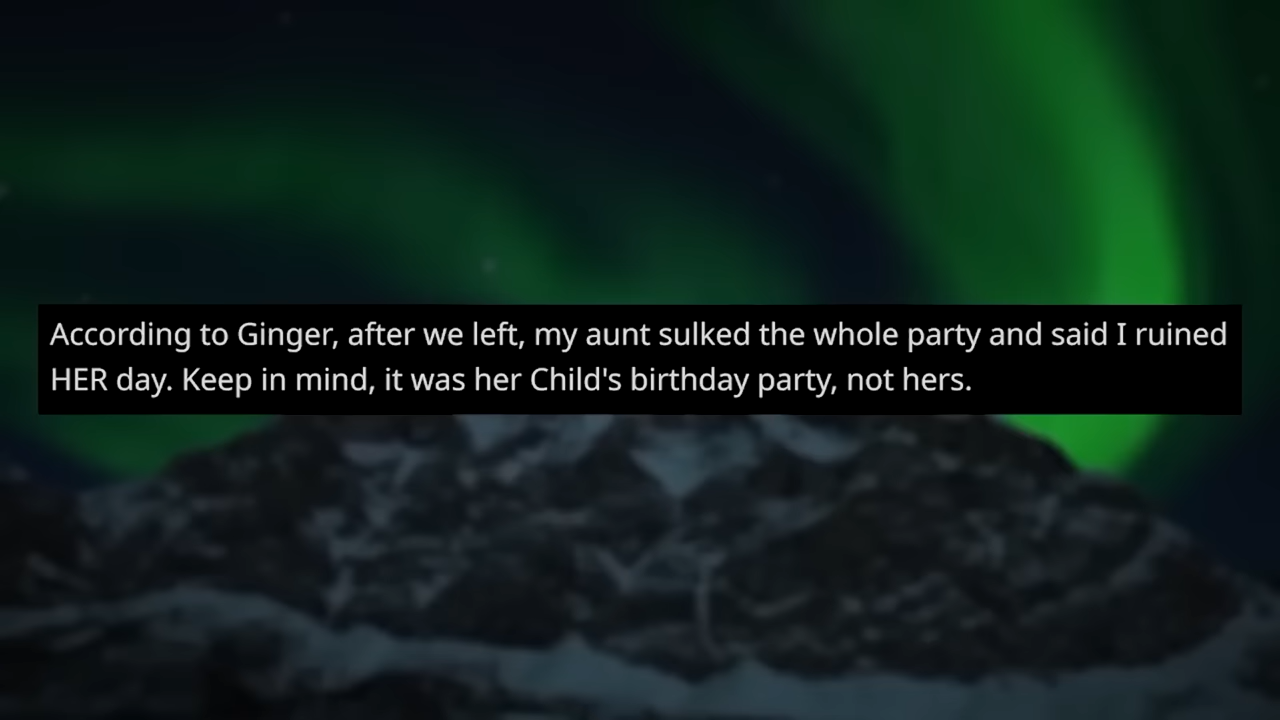 According to Ginger, after we left, my aunt sulked the whole party and said I ruined
HER day. Keep in mind, it was her Child's birthday party, not hers.